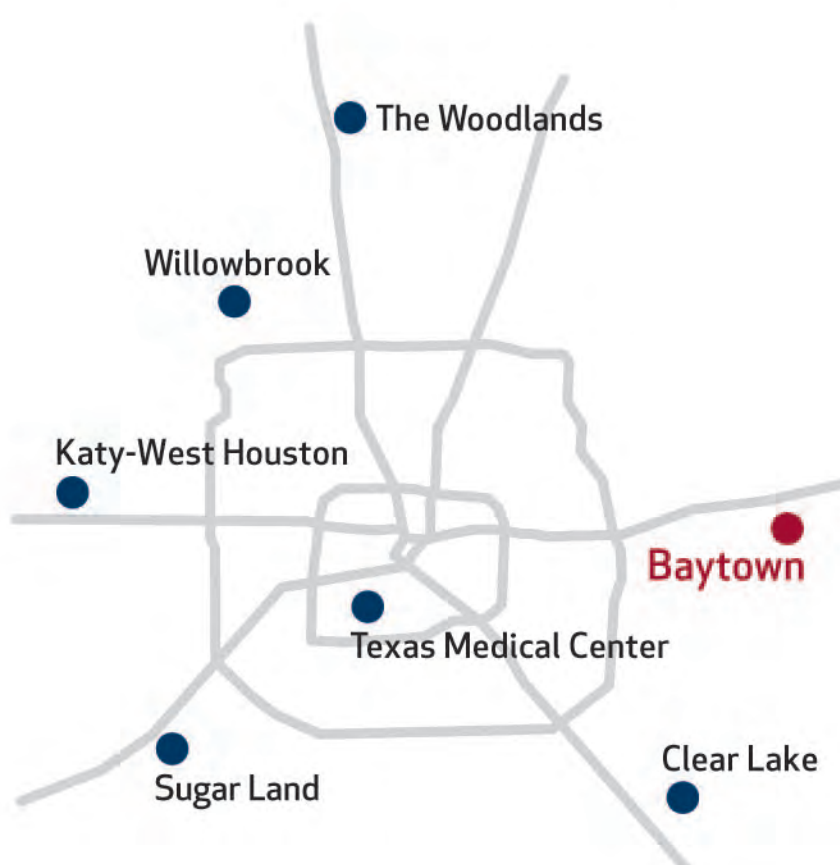 The Woodlands
Willowbrook
Katy-West Houston
Baytown
Texas Medical Center
Clear Lake
Sugar Land